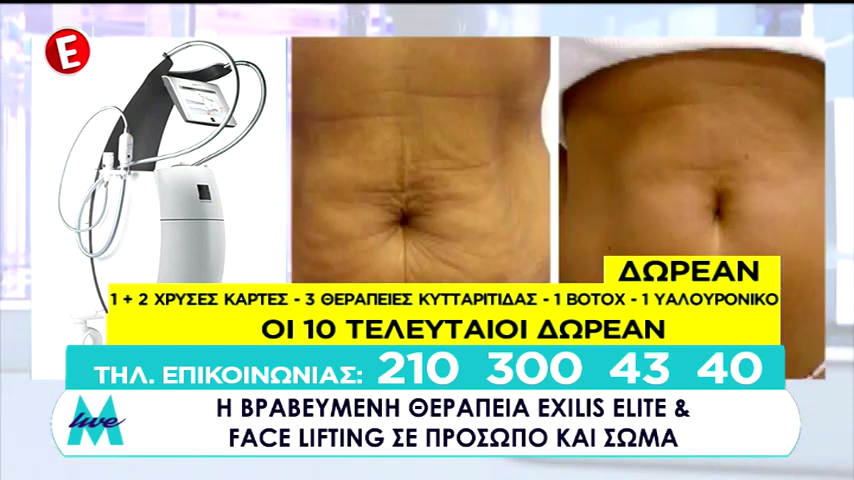 E
ΔΩΡΕΑΝ
1 + 2 ΧΡΥΣΕΣ ΚΑΡΤΕΣ - 3 ΘΕΡΑΠΕΙΕΣ ΚΥΤΤΑΡΙΤΙΔΑΣ - 1 BOTOX - 1 ΥΑΛΟΥΡΟΝΙΚΟ
ΟΙ 10 ΤΕΛΕΥΤΑΙΟΙ ΔΩΡΕΑΝ
ΤΗΛ. ΕΠΙΚΟΙΝΩΝΙΑΣ: 210 300 43 40
M live
Η ΒΡΑΒΕΥΜΕΝΗ ΘΕΡΑΠΕΙΑ EXILIS ELITE &
FACE LIFTING ΣΕ ΠΡΟΣΩΠΟ ΚΑΙ ΣΩΜΑ